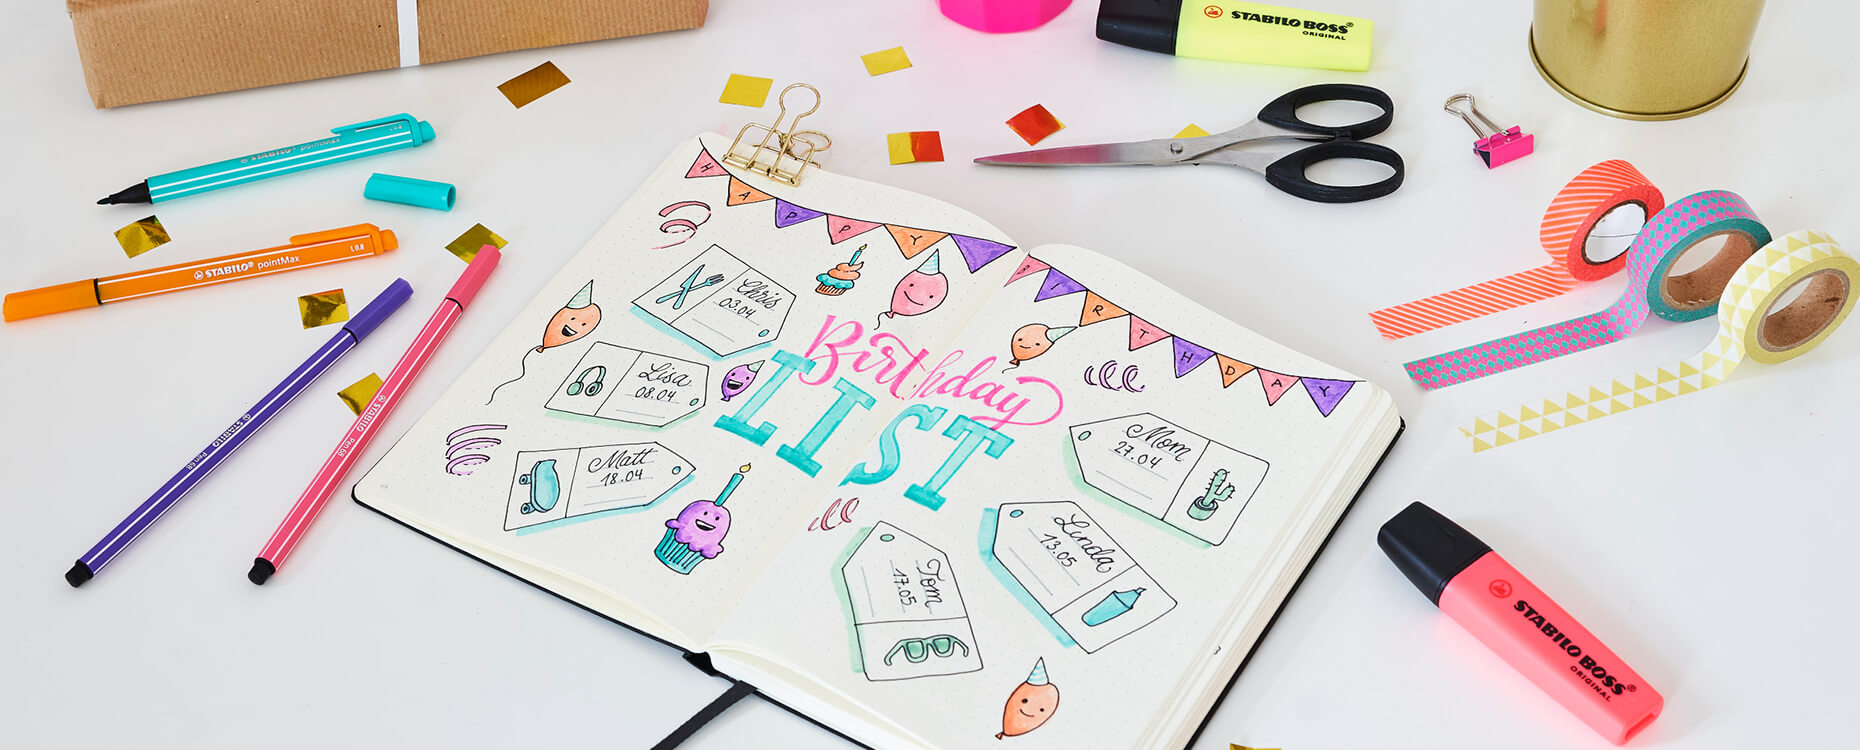 STABILO BOSS®
ORIGINAL
STABILO® pointMax
STABILO® pointMax L 0.8
STABILO Pen 68
STABILO Pen 68
HAPPY
BIRTHDAY
Birthday
LIST
Chris
03.04
Lisa
08.04
Matt
18.04
Mom
27.04
Linda
13.05
Tom
17.05
STABILO BOSS®
ORIGINAL